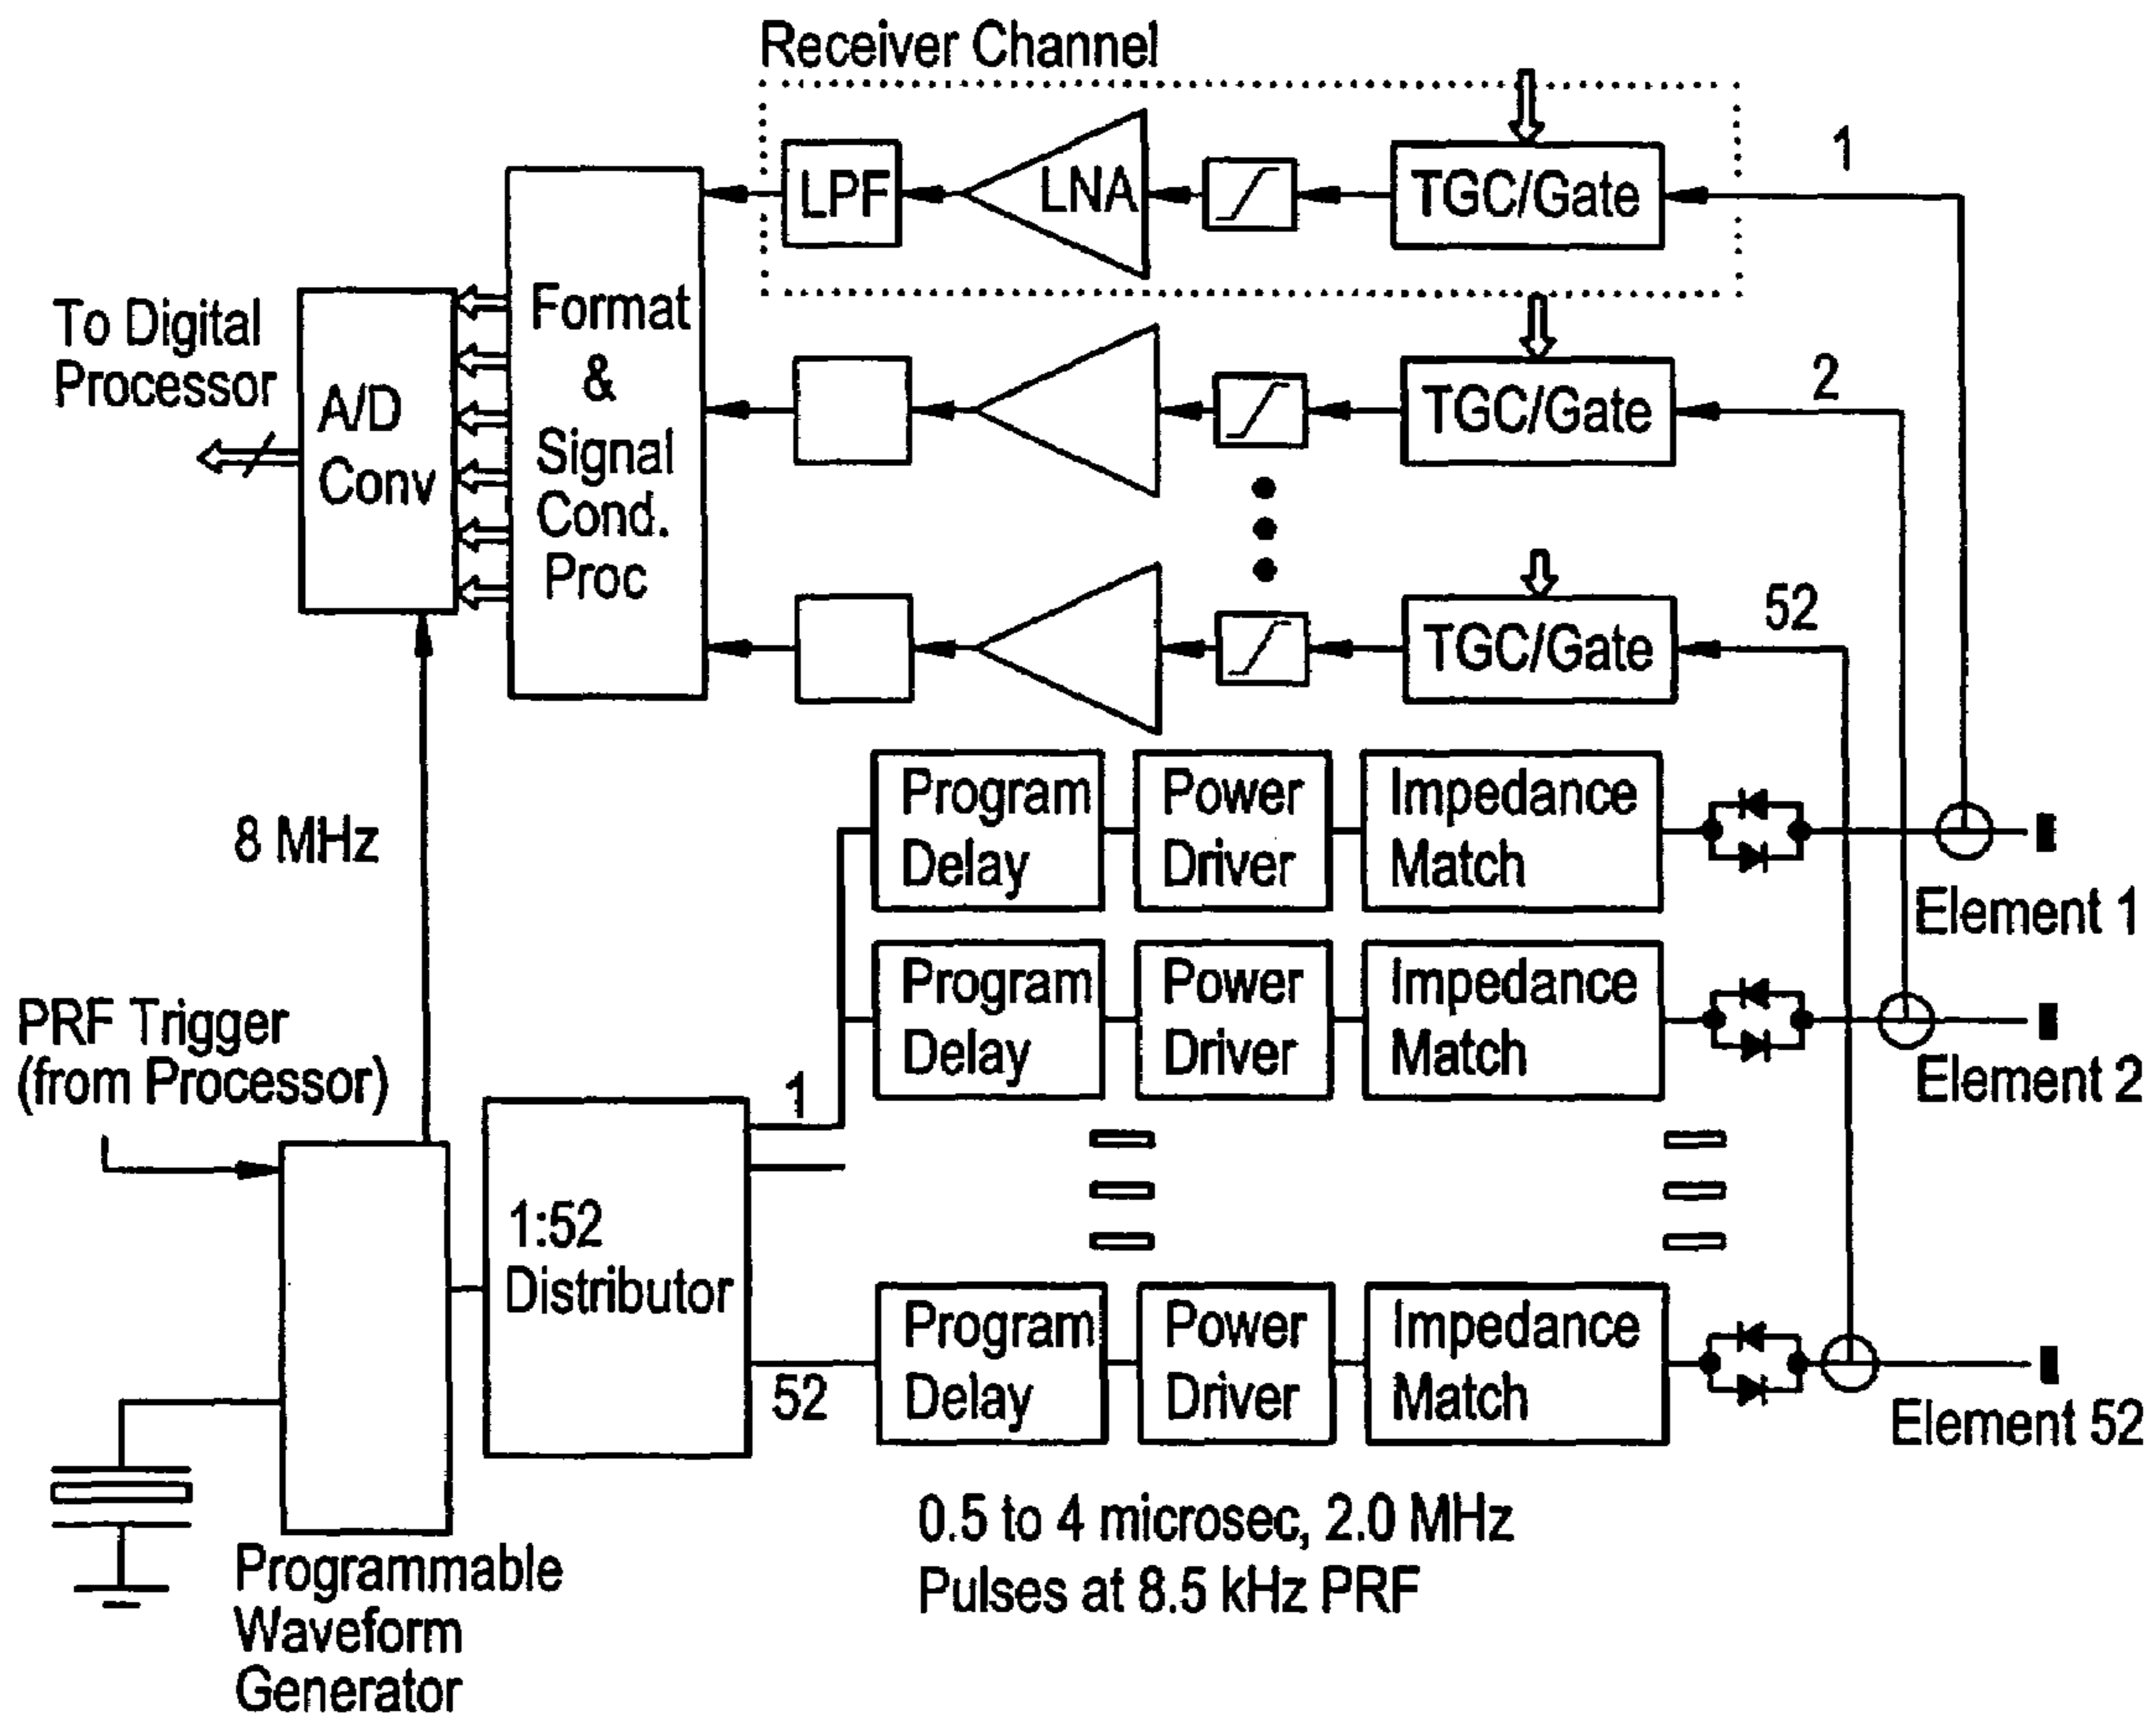 Receiver Channel
LPF
LNA
TGC/Gate
1
To Digital
Processor
A/D
Conv
Format
&
Signal
Cond.
Proc
TGC/Gate
2
TGC/Gate
52
8 MHz
Program
Delay
Power
Driver
Impedance
Match
Element 1
Program
Delay
Power
Driver
Impedance
Match
Element 2
PRF Trigger
(from Processor)
1
1:52
Distributor
52
Program
Delay
Power
Driver
Impedance
Match
Element 52
0.5 to 4 microsec, 2.0 MHz
Pulses at 8.5 kHz PRF
Programmable
Waveform
Generator